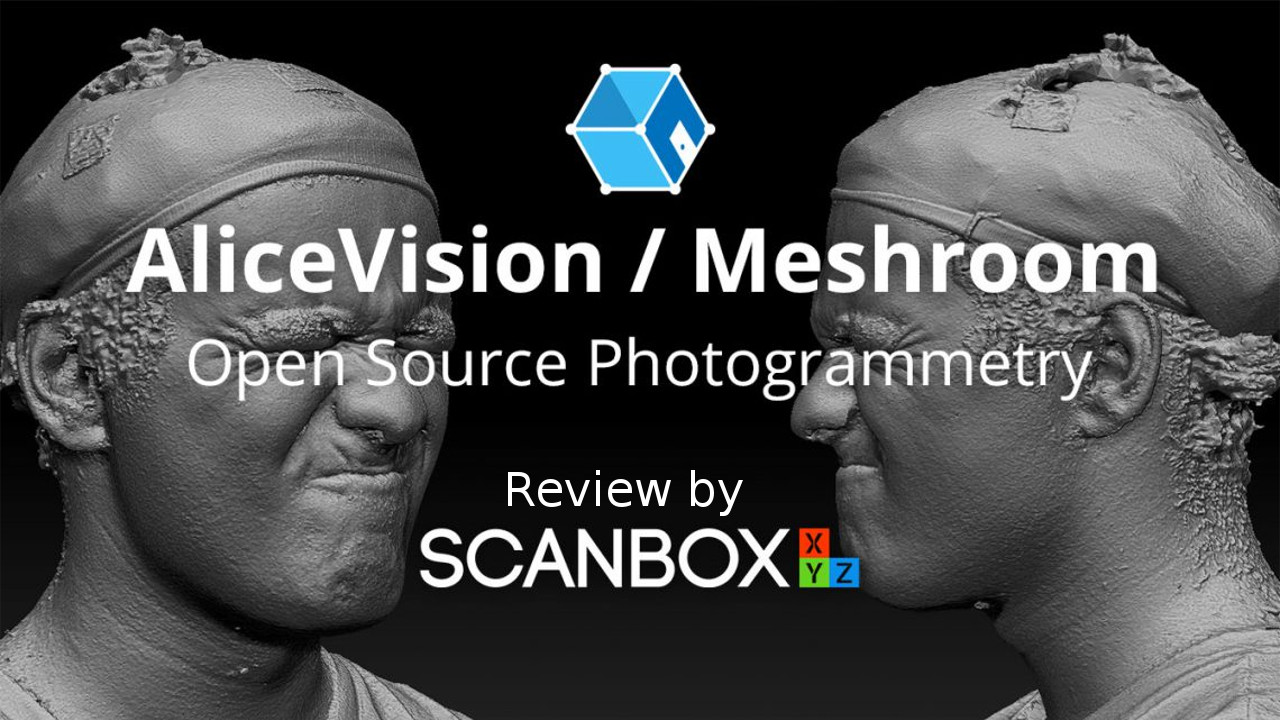 AliceVision / Meshroom
Open Source Photogrammetry
Review by
SCANBOX X
Y Z